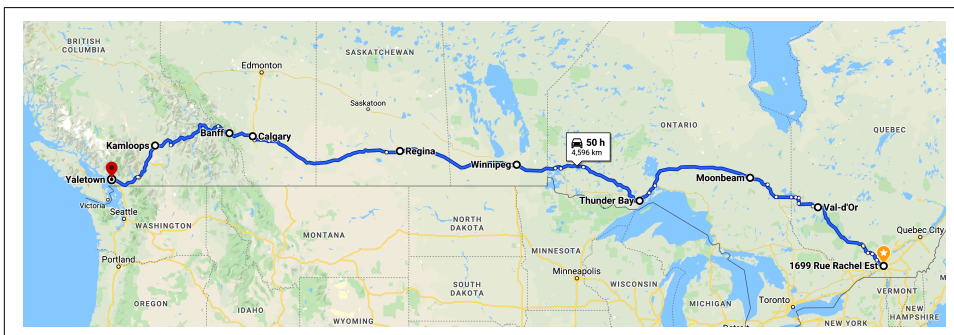 BRITISH
COLUMBIA
Edmonton
SASKATCHEWAN
Saskatoon
ONTARIO
QUEBEC
Banff
Calgary
Kamloops
Regina
Winnipeg
50 h
4,596 km
Yaletown
Victoria
Seattle
WASHINGTON
Thunder Bay
Moonbeam
Val-d'Or
Quebec City
1699 Rue Rachel Est
MONTANA
NORTH
DAKOTA
MINNESOTA
Minneapolis
WISCONSIN
Portland
OREGON
IDAHO
WYOMING
SOUTH
DAKOTA
MICHIGAN
Toronto
VERMONT
NEW
HAMPSHIRE
NEW YORK